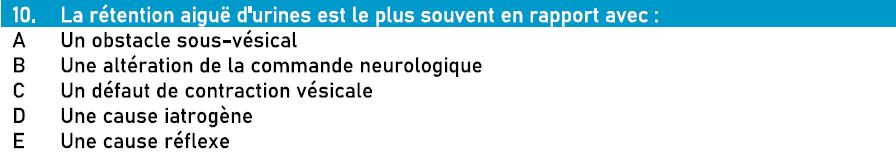 10. La rétention aiguë d'urines est le plus souvent en rapport avec :
A Un obstacle sous-vésical
B Une altération de la commande neurologique
C Un défaut de contraction vésicale
D Une cause iatrogène
E Une cause réflexe